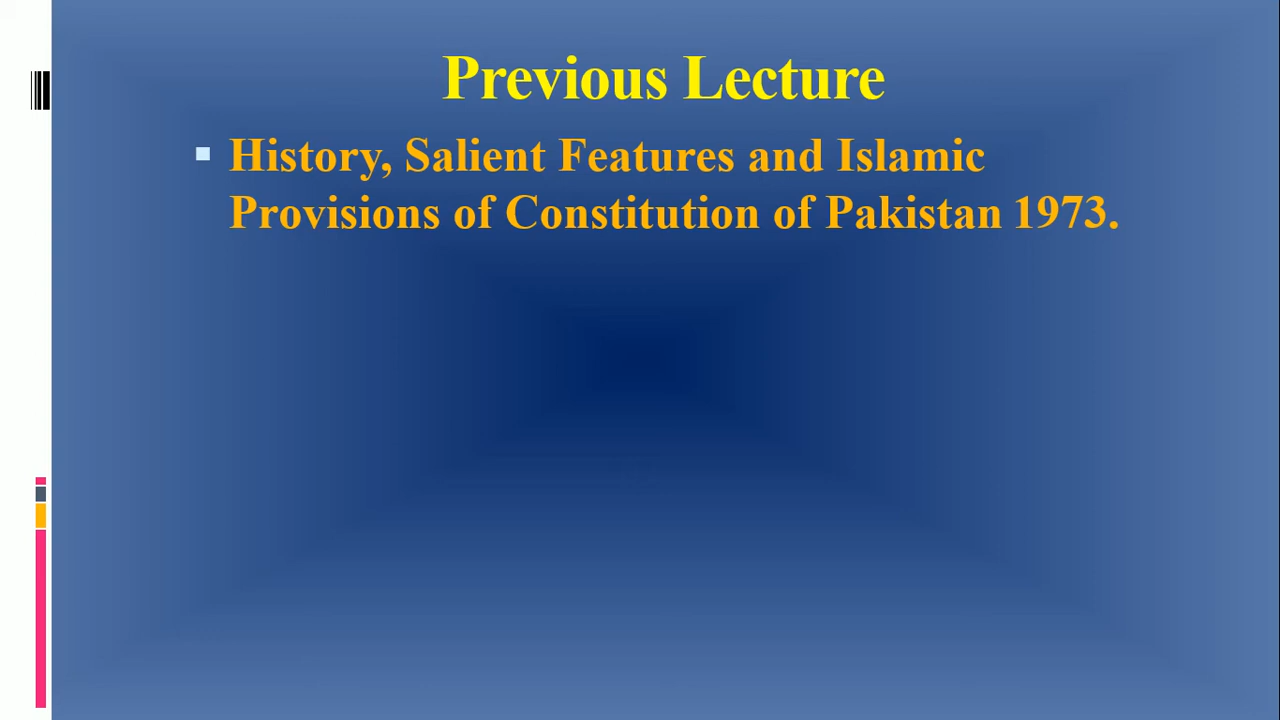 Previous Lecture
History, Salient Features and Islamic
Provisions of Constitution of Pakistan 1973.